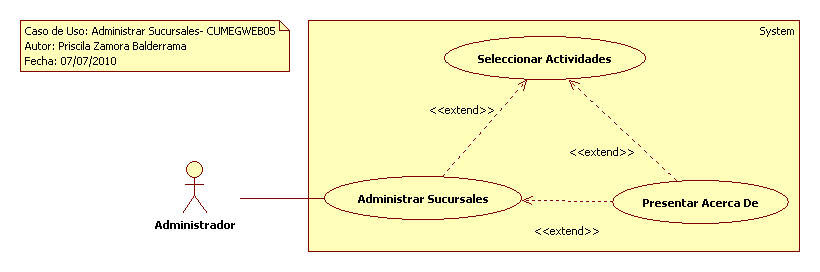 Caso de Uso: Administrar Sucursales- CUMEGWEB05
Autor: Priscila Zamora Balderrama
Fecha: 07/07/2010
System
Seleccionar Actividades
<<extend>>
<<extend>>
Administrar Sucursales
Presentar Acerca De
Administrador
<<extend>>